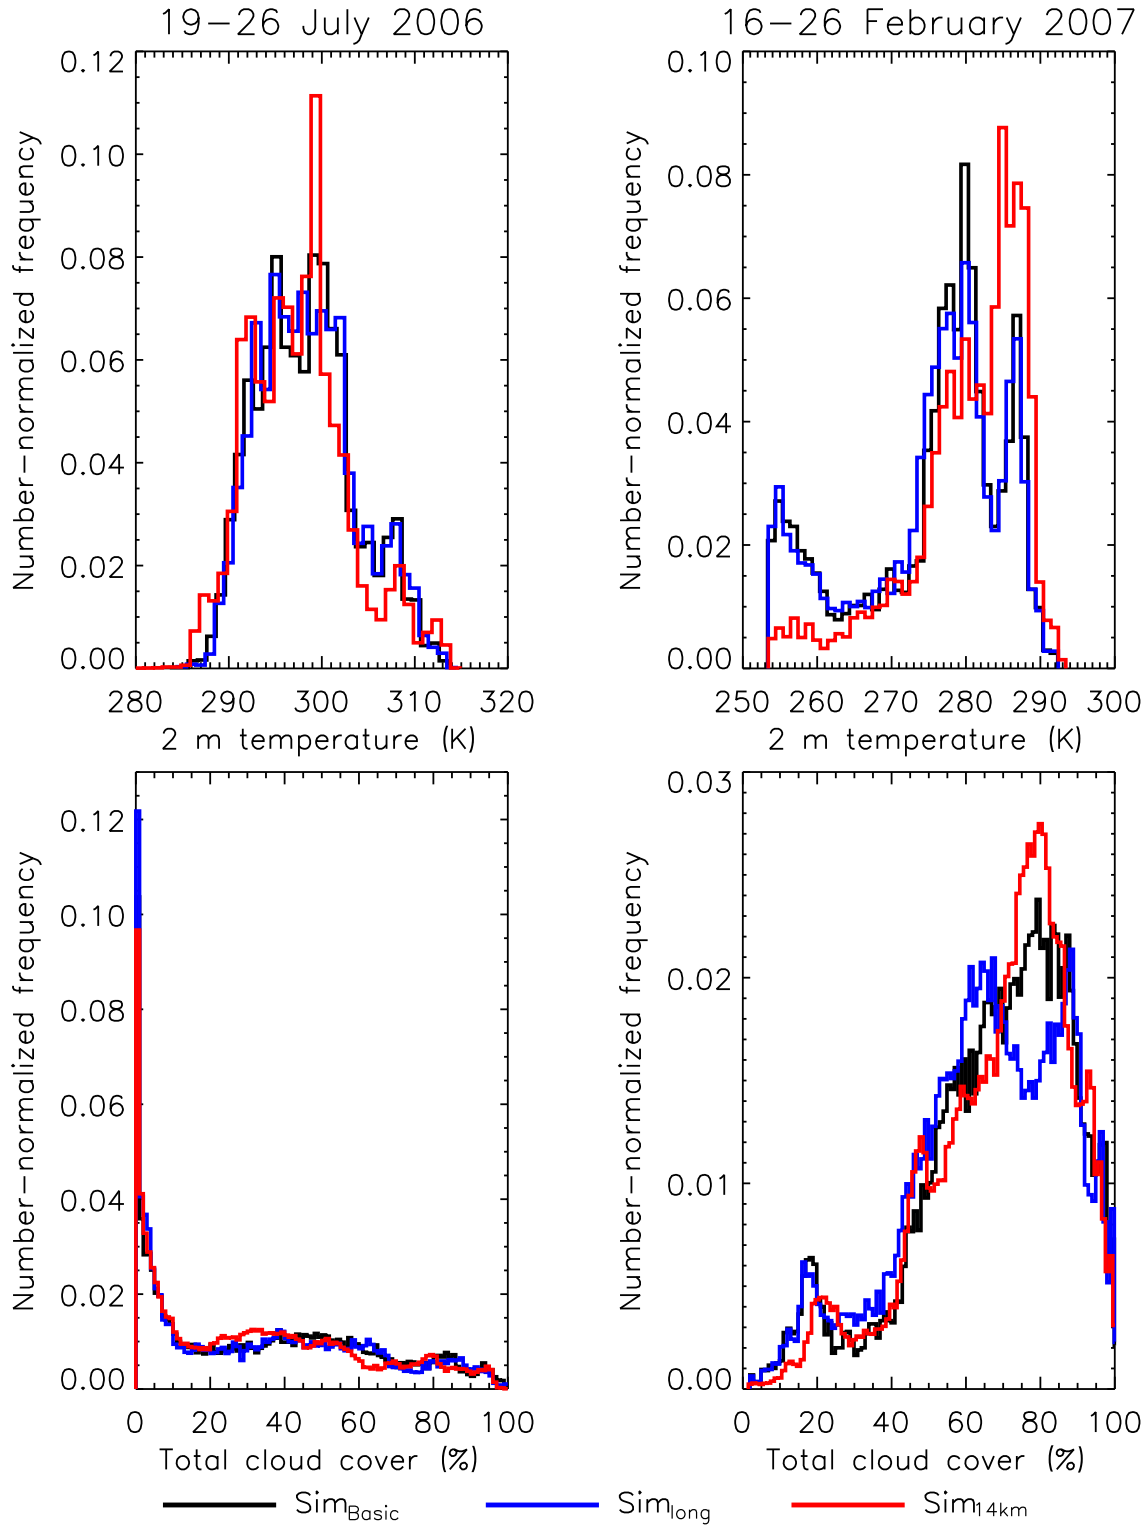 19-26 July 2006
16-26 February 2007
Number-normalized frequency
0.12
0.10
0.08
0.06
0.04
0.02
0.00
280 290 300 310 320
2 m temperature (K)
Number-normalized frequency
0.10
0.08
0.06
0.04
0.02
0.00
250 260 270 280 290 300
2 m temperature (K)
Number-normalized frequency
0.12
0.10
0.08
0.06
0.04
0.02
0.00
0 20 40 60 80 100
Total cloud cover (%)
Number-normalized frequency
0.03
0.02
0.01
0.00
0 20 40 60 80 100
Total cloud cover (%)
SimBasic Simlong Sim14km